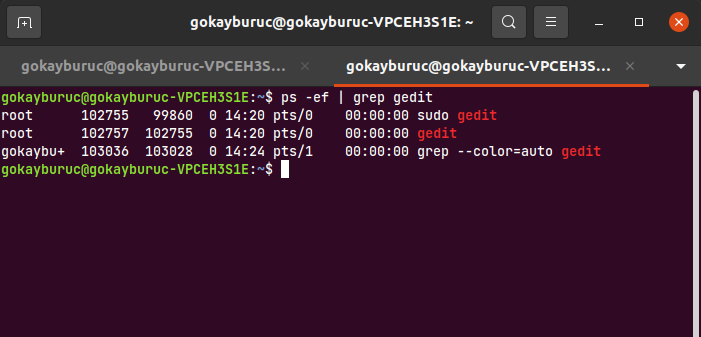 gokayburuc@gokayburuc-VPCEH3S1E: ~
gokayburuc@gokayburuc-VPCEH3S... gokayburuc@gokayburuc-VPCEH3S...
gokayburuc@gokayburuc-VPCEH3S1E:~$ ps -ef | grep gedit
root      102755   99860  0 14:20 pts/0    00:00:00 sudo gedit
root      102757  102755  0 14:20 pts/0    00:00:00 gedit
gokaybu+  103036  103028  0 14:24 pts/1    00:00:00 grep --color=auto gedit
gokayburuc@gokayburuc-VPCEH3S1E:~$